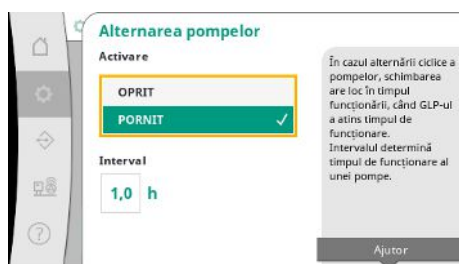 Alternarea pompelor
Activare
OPRIT
PORNIT
Interval
1,0 h
În cazul alternării ciclice a
pompelor, schimbarea
are loc în timpul
funcționării, când GLP-ul
a atins timpul de
funcționare.
Intervalul determină
timpul de funcționare al
unei pompe.
Ajutor